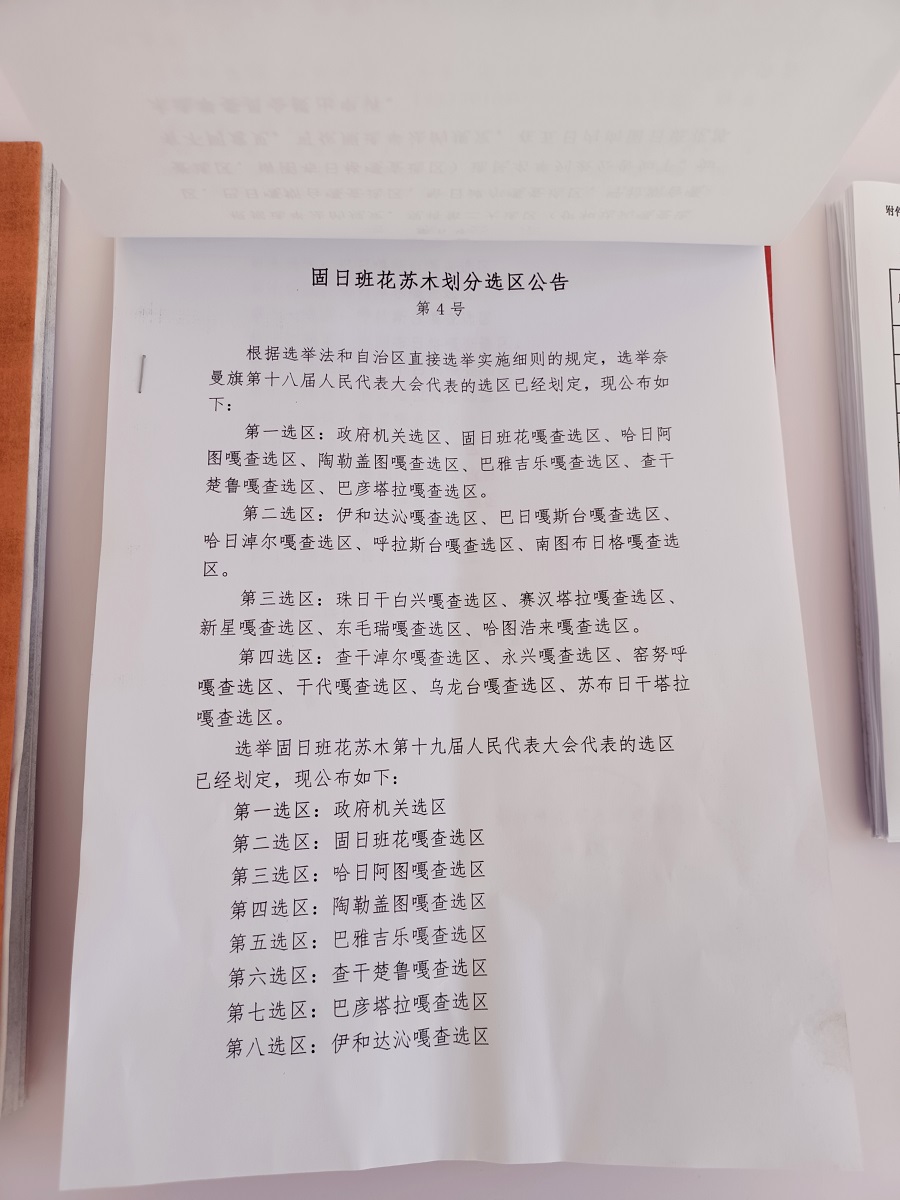 固日班花苏木划分选区公告
第 4 号
根据选举法和自治区直接选举实施细则的规定，选举奈
曼旗第十八届人民代表大会代表的选区已经划定，现公布如
下：
第一选区：政府机关选区、固日班花嘎查选区、哈日阿
图嘎查选区、陶勒盖图嘎查选区、巴雅吉乐嘎查选区、查干
楚鲁嘎查选区、巴彦塔拉嘎查选区。
第二选区：伊和达沁嘎查选区、巴日嘎斯台嘎查选区、
哈日淖尔嘎查选区、呼拉斯台嘎查选区、南图布日格嘎查选
区。
第三选区：珠日干白兴嘎查选区、赛汉塔拉嘎查选区、
新星嘎查选区、东毛瑞嘎查选区、哈图浩来嘎查选区。
第四选区：查干淖尔嘎查选区、永兴嘎查选区、窑努呼
嘎查选区、干代嘎查选区、乌龙台嘎查选区、苏布日干塔拉
嘎查选区。
选举固日班花苏木第十九届人民代表大会代表的选区
已经划定，现公布如下：
第一选区：政府机关选区
第二选区：固日班花嘎查选区
第三选区：哈日阿图嘎查选区
第四选区：陶勒盖图嘎查选区
第五选区：巴雅吉乐嘎查选区
第六选区：查干楚鲁嘎查选区
第七选区：巴彦塔拉嘎查选区
第八选区：伊和达沁嘎查选区
附件